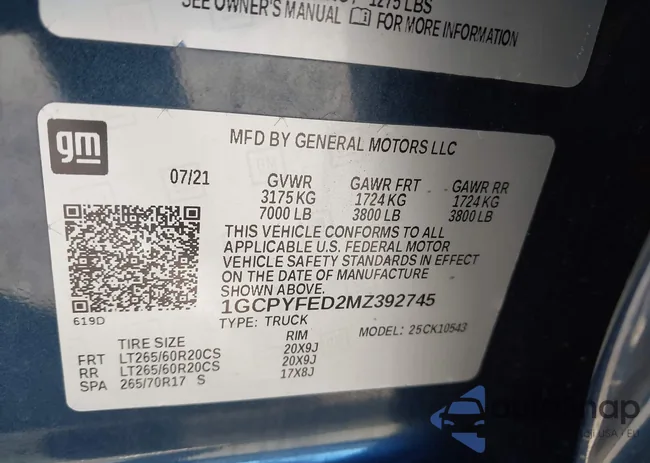 1275 LBS
SEE OWNER'S MANUAL FOR MORE INFORMATION
gm
MFD BY GENERAL MOTORS LLC
07/21 GVWR GAWR FRT GAWR RR
3175 KG 1724 KG 1724 KG
7000 LB 3800 LB 3800 LB
THIS VEHICLE CONFORMS TO ALL
APPLICABLE U.S. FEDERAL MOTOR
VEHICLE SAFETY STANDARDS IN EFFECT
ON THE DATE OF MANUFACTURE
SHOWN ABOVE.
1GCPYFED2MZ392745
619D
TYPE: TRUCK MODEL: 25CK10543
TIRE SIZE RIM
FRT LT265/60R20CS 20X9J
RR LT265/60R20CS 20X9J
SPA 265/70R17 S 17X8J